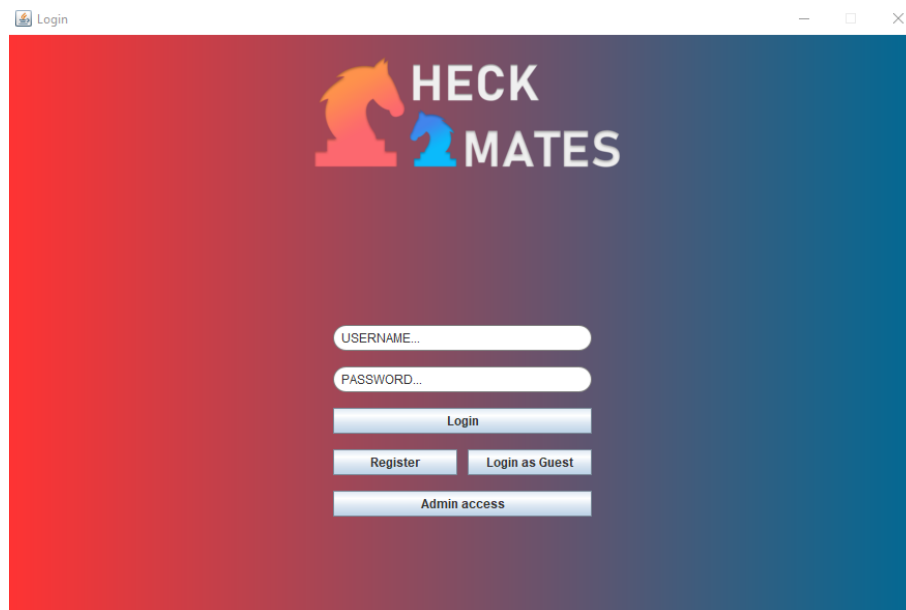 Login
HECK
MATES
USERNAME...
PASSWORD...
Login
Register Login as Guest
Admin access